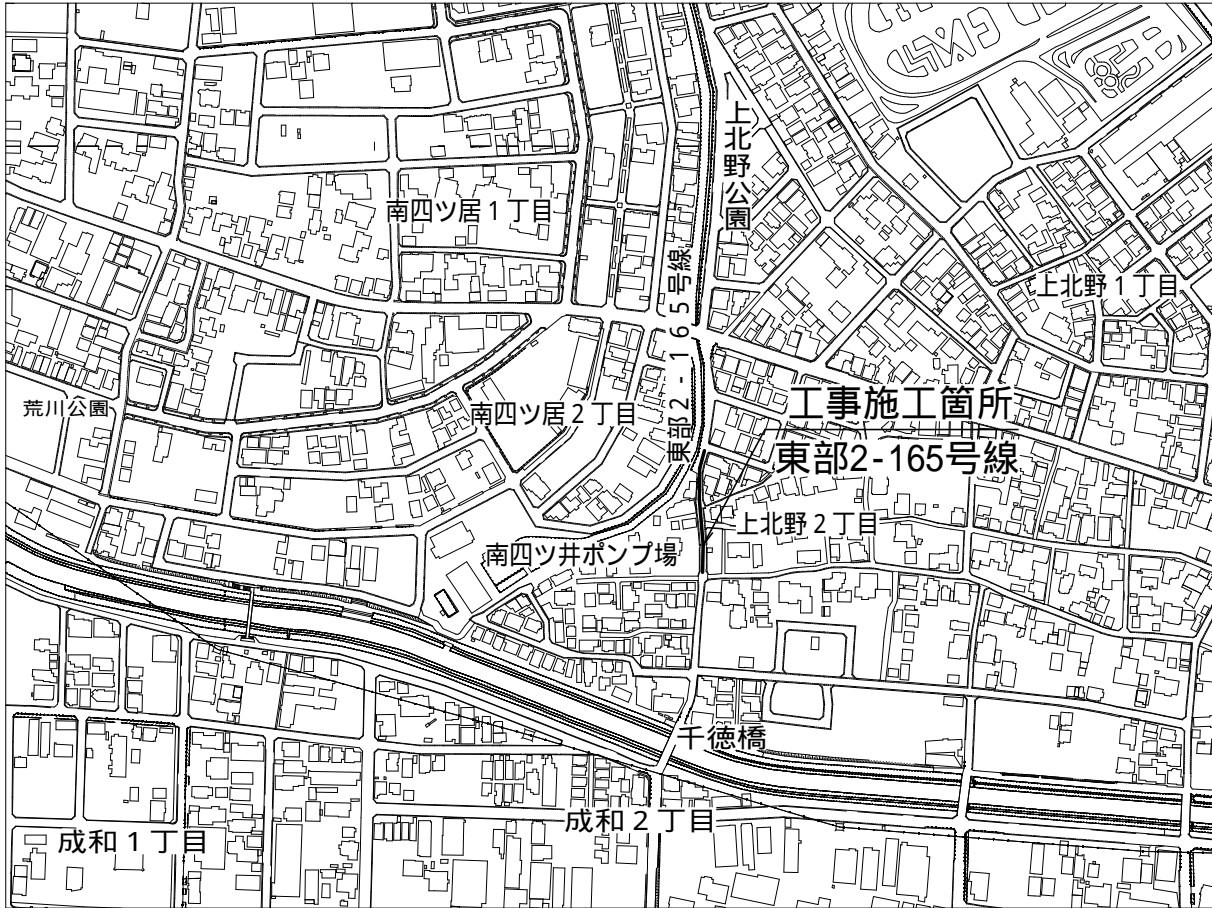 上北野公園
南四ツ居１丁目
東部２-１６５号線
上北野１丁目
荒川公園
南四ツ居２丁目
工事施工箇所
東部2-165号線
上北野２丁目
南四ツ井ポンプ場
千徳橋
成和２丁目
成和１丁目